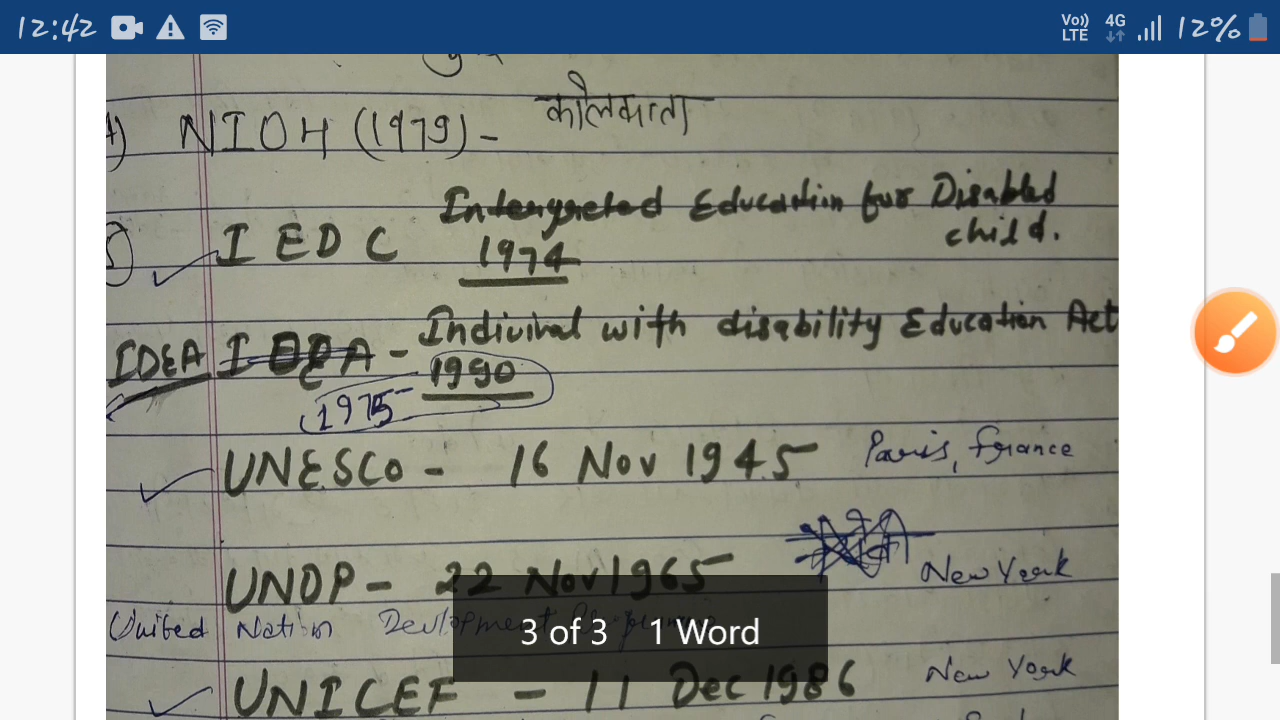 12:42 Vo)) LTE 4G 12%
कोलकाता
4) NIOH (1979) -
Intergreted Education for Disabled
child.
5) IEDC 1974
Indiviual with disability Education Act
IDEA - 1990
1975
UNESCO - 16 Nov 1945 Paris, france
UNDP - 22 Nov 1965 New York
United Nation Devlopment
3 of 3 1 Word
UNICEF - 11 Dec 1986 New York